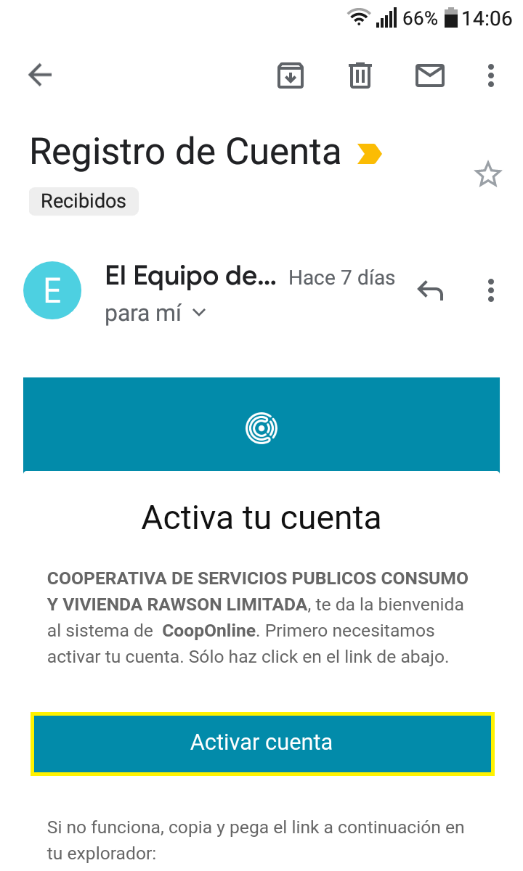 66% 14:06
Registro de Cuenta
Recibidos
E
El Equipo de... Hace 7 días
para mí
Activa tu cuenta
COOPERATIVA DE SERVICIOS PUBLICOS CONSUMO
Y VIVIENDA RAWSON LIMITADA, te da la bienvenida
al sistema de CoopOnline. Primero necesitamos
activar tu cuenta. Sólo haz click en el link de abajo.
Activar cuenta
Si no funciona, copia y pega el link a continuación en
tu explorador: